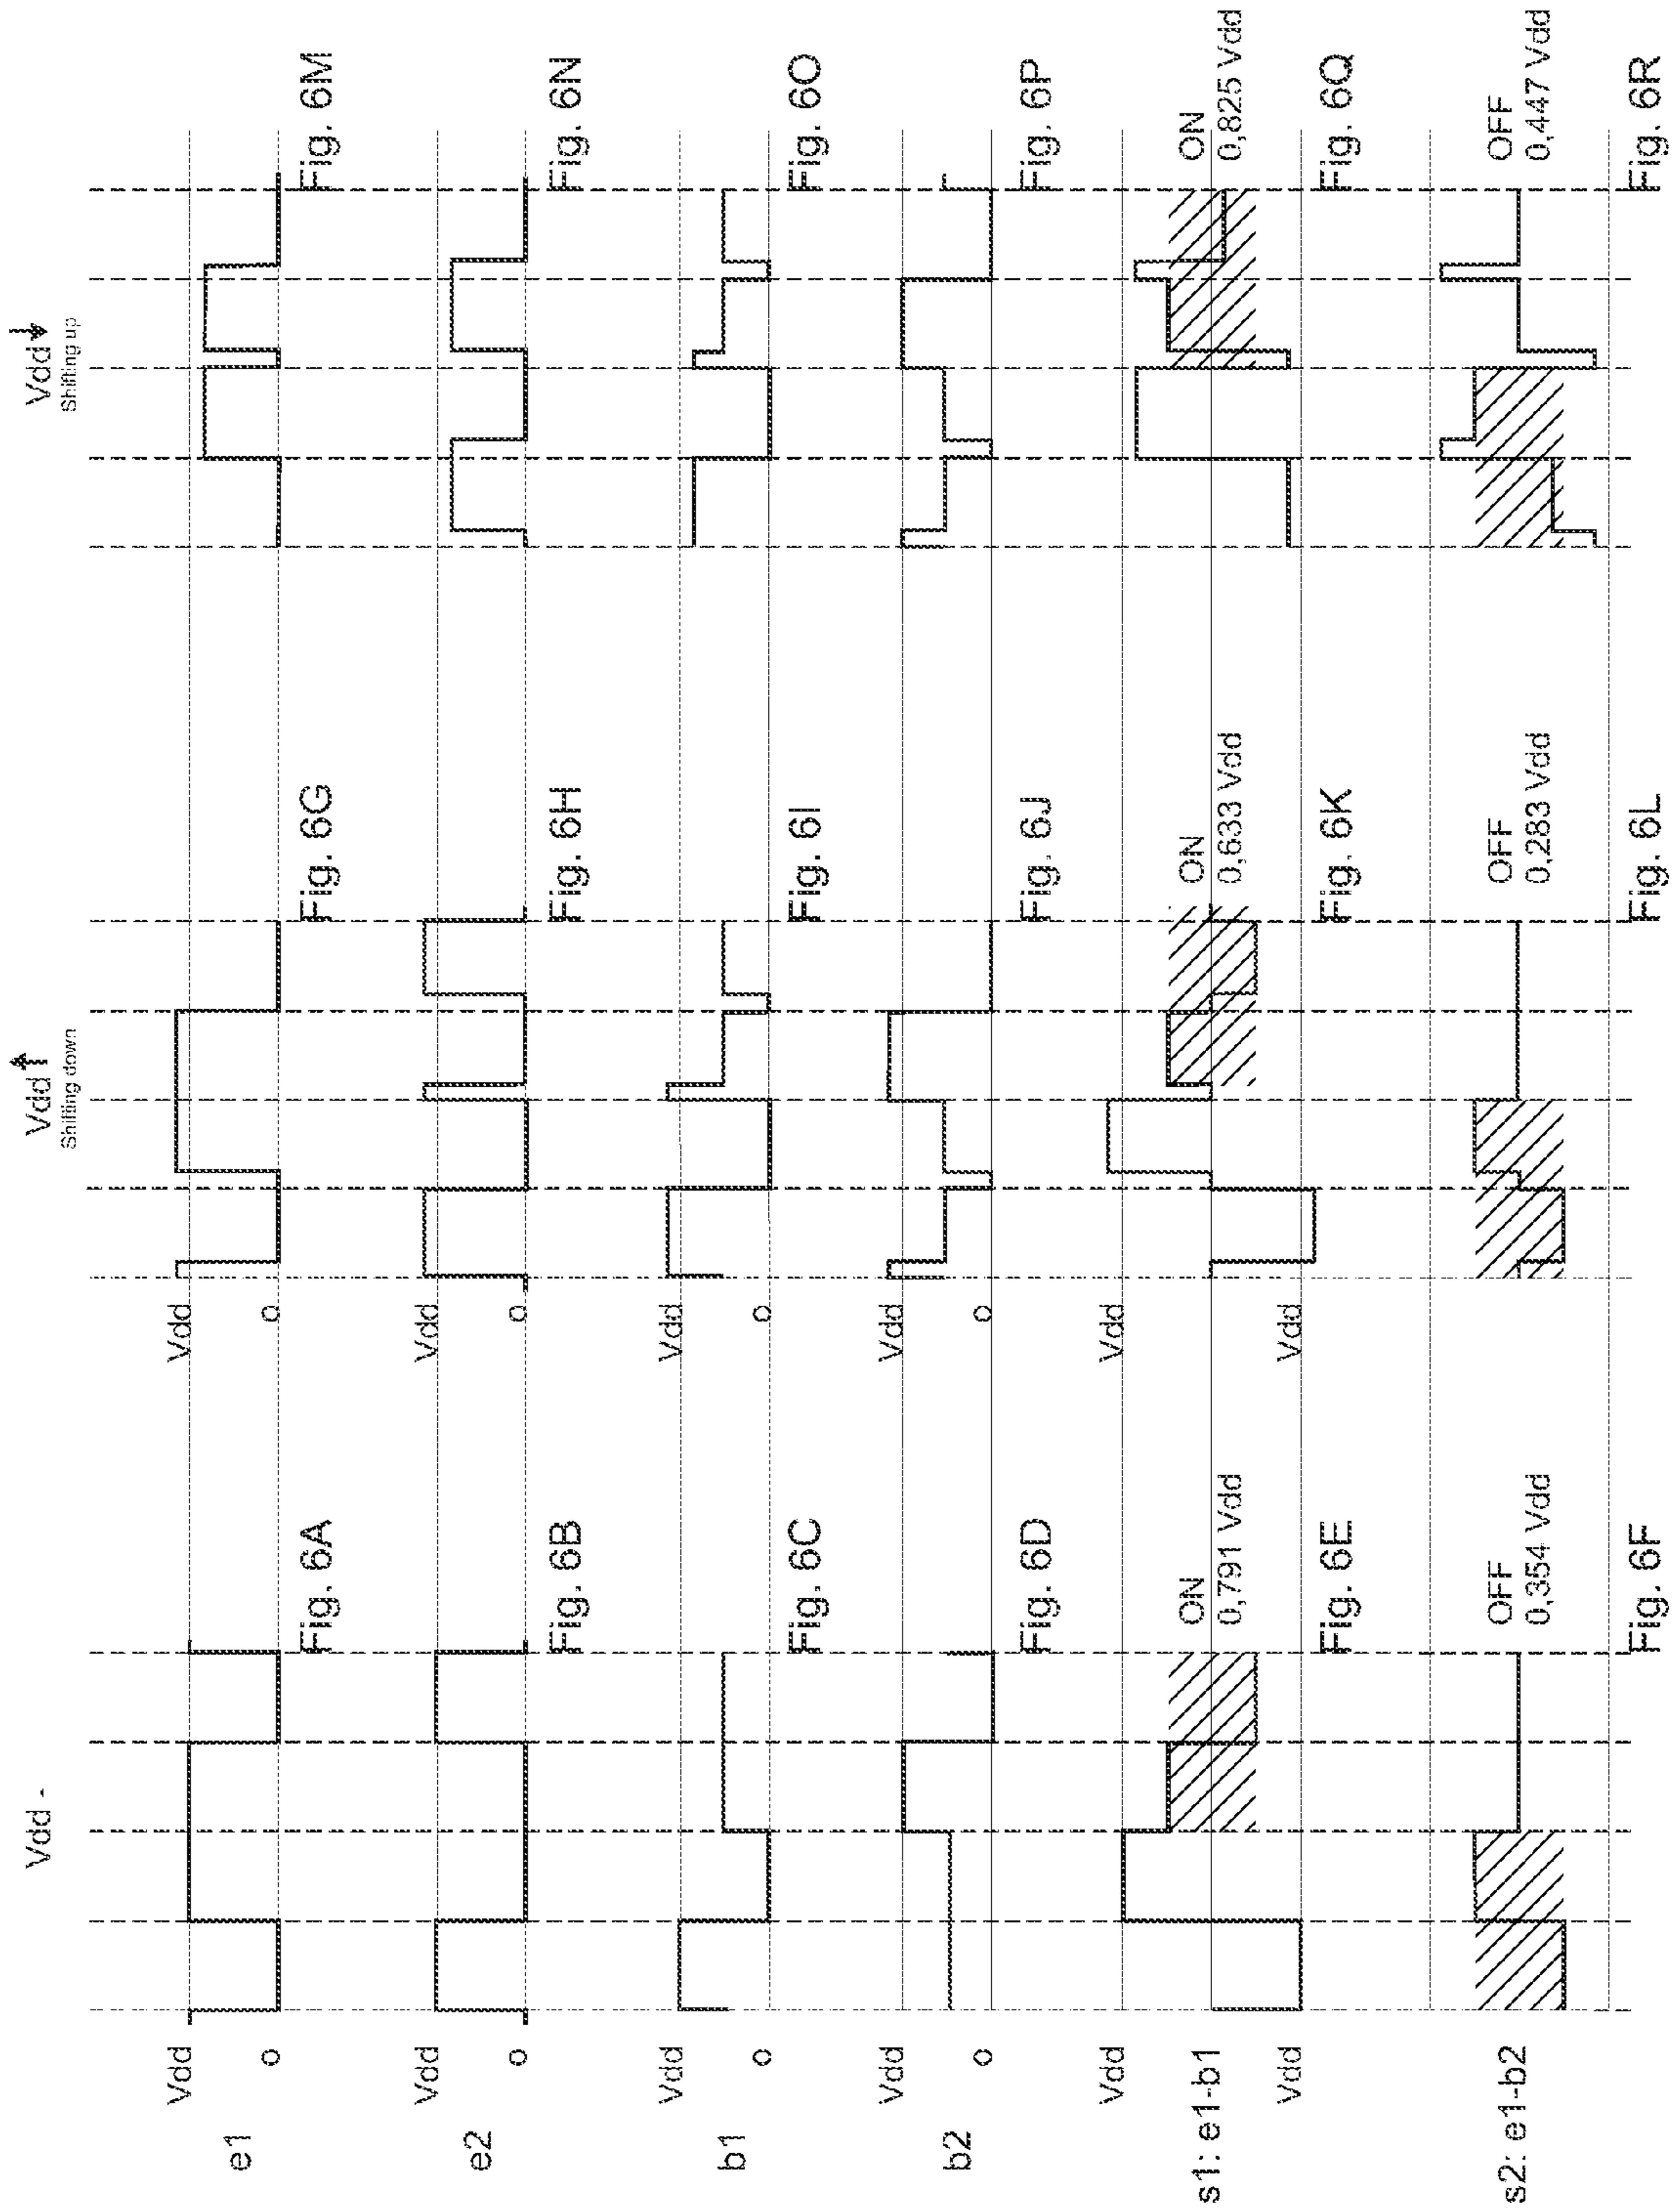 Vdd -
Vdd
Shifting down
Vdd
Shifting up
e1
Vdd
o
Fig. 6A
Vdd
o
Fig. 6G
Fig. 6M
e2
Vdd
o
Fig. 6B
Vdd
o
Fig. 6H
Fig. 6N
b1
Vdd
o
Fig. 6C
Vdd
o
Fig. 6I
Fig. 6O
b2
Vdd
o
Fig. 6D
Vdd
o
Fig. 6J
Fig. 6P
s1: e1-b1
Vdd
Vdd
ON
0,791 Vdd
Fig. 6E
Vdd
Vdd
ON
0,633 Vdd
Fig. 6K
ON
0,825 Vdd
Fig. 6Q
s2: e1-b2
OFF
0,354 Vdd
Fig. 6F
OFF
0,283 Vdd
Fig. 6L
OFF
0,447 Vdd
Fig. 6R